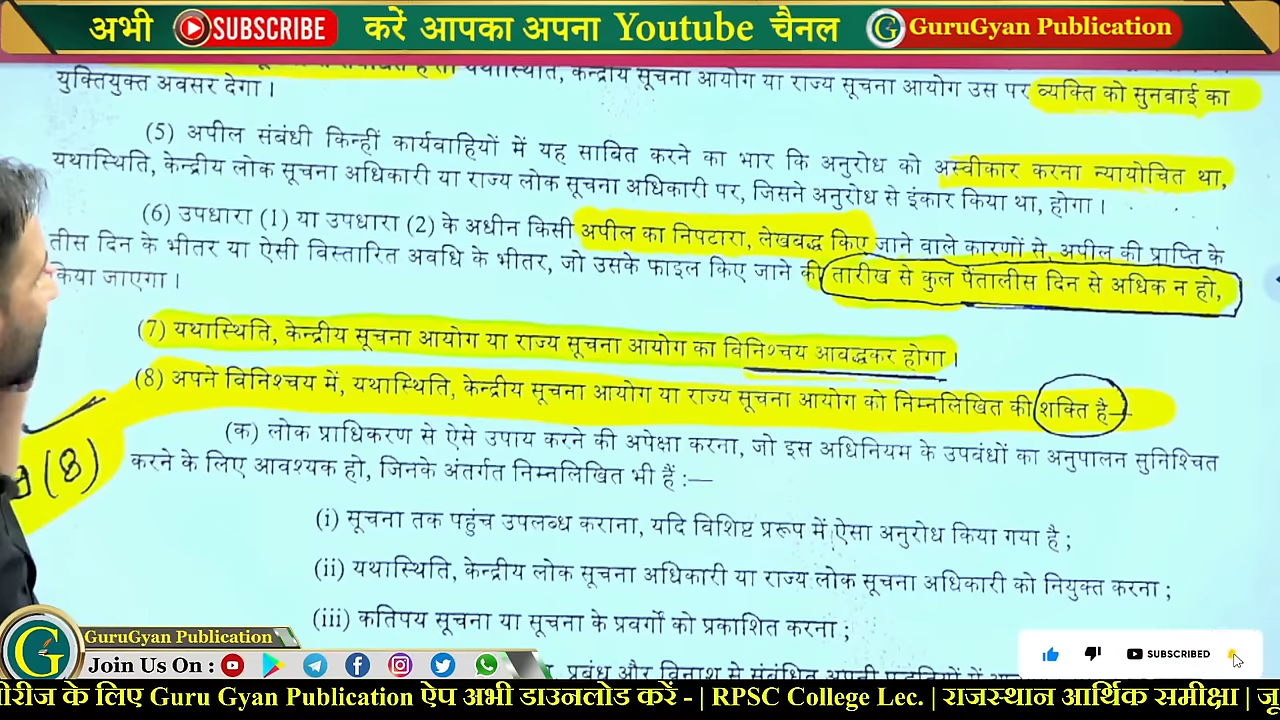 अभी SUBSCRIBE करें आपका अपना Youtube चैनल G GuruGyan Publication
यथास्थिति, केन्द्रीय सूचना आयोग या राज्य सूचना आयोग उस पर व्यक्ति को सुनवाई का
युक्तियुक्त अवसर देगा।
(5) अपील संबंधी किन्हीं कार्यवाहियों में यह साबित करने का भार कि अनुरोध को अस्वीकार करना न्यायोचित था,
यथास्थिति, केन्द्रीय लोक सूचना अधिकारी या राज्य लोक सूचना अधिकारी पर, जिसने अनुरोध से इंकार किया था, होगा।
(6) उपधारा (1) या उपधारा (2) के अधीन किसी अपील का निपटारा, लेखबद्ध किए जाने वाले कारणों से, अपील की प्राप्ति के
तीस दिन के भीतर या ऐसी विस्तारित अवधि के भीतर, जो उसके फाइल किए जाने की तारीख से कुल पैंतालीस दिन से अधिक न हो,
किया जाएगा।
(7) यथास्थिति, केन्द्रीय सूचना आयोग या राज्य सूचना आयोग का विनिश्चय आवद्धकर होगा।
(8) अपने विनिश्चय में, यथास्थिति, केन्द्रीय सूचना आयोग या राज्य सूचना आयोग को निम्नलिखित की शक्ति है—
(8)
(क) लोक प्राधिकरण से ऐसे उपाय करने की अपेक्षा करना, जो इस अधिनियम के उपबंधों का अनुपालन सुनिश्चित
करने के लिए आवश्यक हो, जिनके अंतर्गत निम्नलिखित भी हैं :—
(i) सूचना तक पहुंच उपलब्ध कराना, यदि विशिष्ट प्ररूप में ऐसा अनुरोध किया गया है ;
(ii) यथास्थिति, केन्द्रीय लोक सूचना अधिकारी या राज्य लोक सूचना अधिकारी को नियुक्त करना ;
(iii) कतिपय सूचना या सूचना के प्रवर्गों को प्रकाशित करना ;
प्रबंध और विनाश से संबंधित अपनी पद्धतियों में
G GuruGyan Publication
Join Us On :
SUBSCRIBED
के लिए Guru Gyan Publication ऐप अभी डाउनलोड करें - | RPSC College Lec. | राजस्थान आर्थिक समीक्षा |